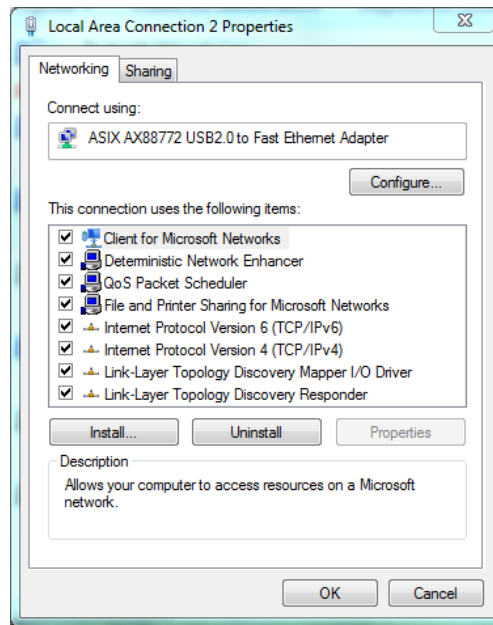 Local Area Connection 2 Properties
Networking
Sharing
Connect using:
ASIX AX88772 USB2.0 to Fast Ethernet Adapter
Configure...
This connection uses the following items:
Client for Microsoft Networks
Deterministic Network Enhancer
QoS Packet Scheduler
File and Printer Sharing for Microsoft Networks
Internet Protocol Version 6 (TCP/IPv6)
Internet Protocol Version 4 (TCP/IPv4)
Link-Layer Topology Discovery Mapper I/O Driver
Link-Layer Topology Discovery Responder
Install...
Uninstall
Properties
Description
Allows your computer to access resources on a Microsoft
network.
OK
Cancel